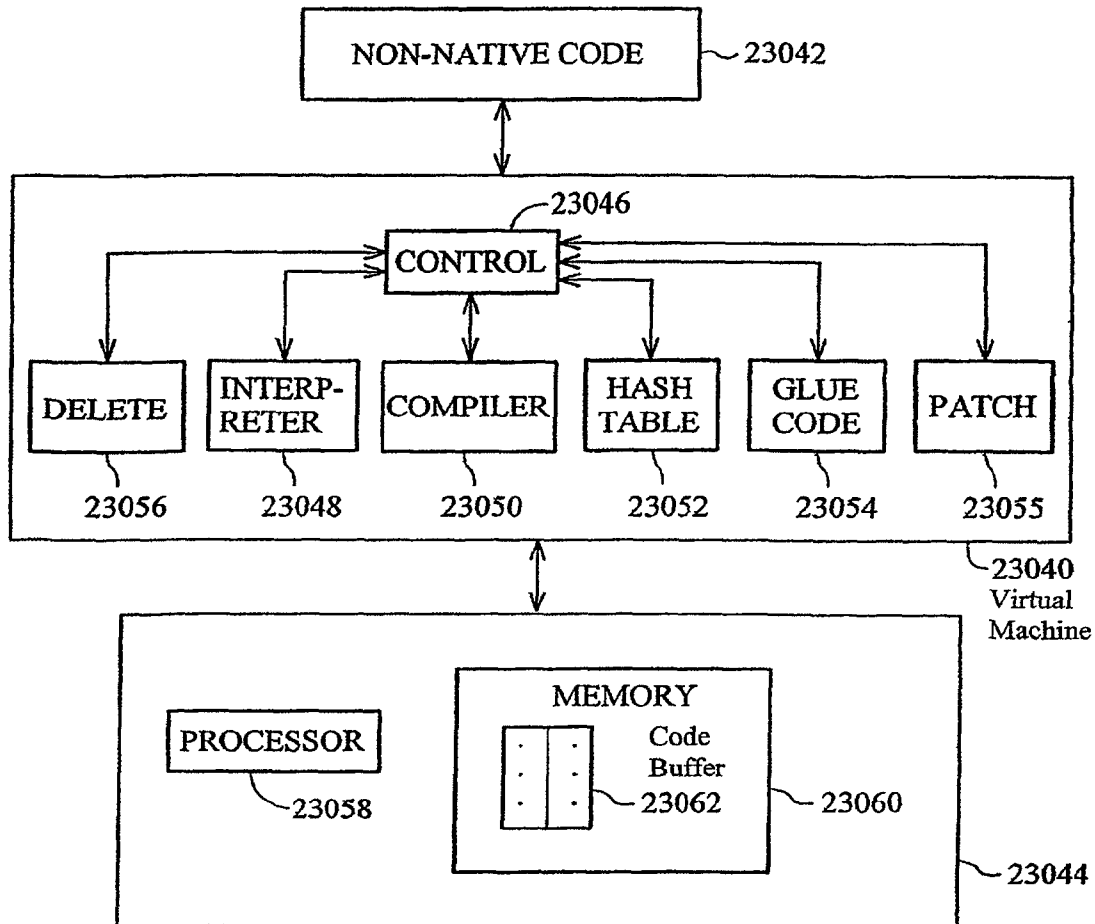 NON-NATIVE CODE
23042
23046
CONTROL
DELETE
INTERP-
RETER
COMPILER
HASH
TABLE
GLUE
CODE
PATCH
23056
23048
23050
23052
23054
23055
23040
Virtual
Machine
MEMORY
PROCESSOR
Code
Buffer
23062
23060
23058
23044